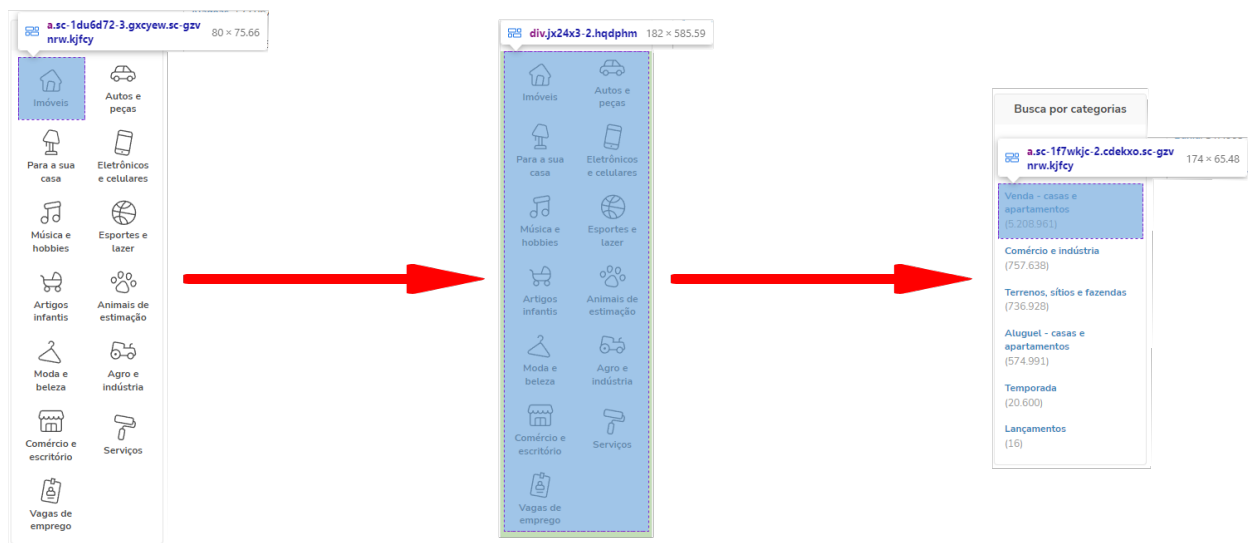 a.sc-1du6d72-3.gxcyew.sc-gzv
nrw.kjfcy
80 × 75.66
Imóveis
Autos e
peças
Para a sua
casa
Eletrônicos
e celulares
Música e
hobbies
Esportes e
lazer
Artigos
infantis
Animais de
estimação
Moda e
beleza
Agro e
indústria
Comércio e
escritório
Serviços
Vagas de
emprego
div.jx24x3-2.hqdphm 182 × 585.59
Imóveis
Autos e
peças
Para a sua
casa
Eletrônicos
e celulares
Música e
hobbies
Esportes e
lazer
Artigos
infantis
Animais de
estimação
Moda e
beleza
Agro e
indústria
Comércio e
escritório
Serviços
Vagas de
emprego
Busca por categorias
a.sc-1f7wkjc-2.cdekxo.sc-gzv
nrw.kjfcy
174 × 65.48
Venda - casas e
apartamentos
(5.208.961)
Comércio e indústria
(757.638)
Terrenos, sítios e fazendas
(736.928)
Aluguel - casas e
apartamentos
(574.991)
Temporada
(20.600)
Lançamentos
(16)